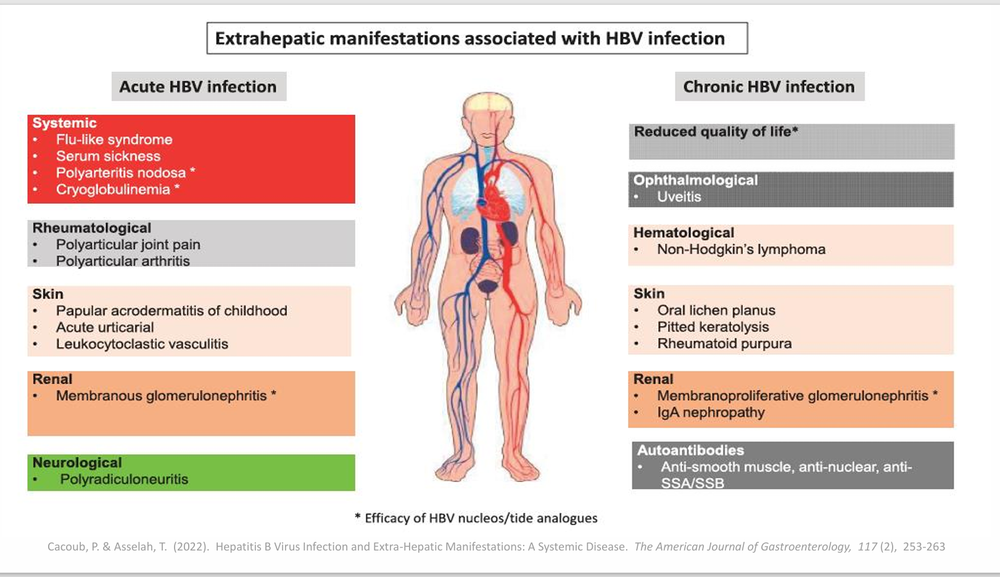 Extrahepatic manifestations associated with HBV infection
Acute HBV infection
Systemic
• Flu-like syndrome
• Serum sickness
• Polyarteritis nodosa *
• Cryoglobulinemia *
Rheumatological
• Polyarticular joint pain
• Polyarticular arthritis
Skin
• Papular acrodermatitis of childhood
• Acute urticarial
• Leukocytoclastic vasculitis
Renal
• Membranous glomerulonephritis *
Neurological
• Polyradiculoneuritis
Chronic HBV infection
Reduced quality of life*
Ophthalmological
• Uveitis
Hematological
• Non-Hodgkin’s lymphoma
Skin
• Oral lichen planus
• Pitted keratolysis
• Rheumatoid purpura
Renal
• Membranoproliferative glomerulonephritis *
• IgA nephropathy
Autoantibodies
• Anti-smooth muscle, anti-nuclear, anti-
SSA/SSB
* Efficacy of HBV nucleos/tide analogues
Cacoub, P. & Asselah, T. (2022). Hepatitis B Virus Infection and Extra-Hepatic Manifestations: A Systemic Disease. The American Journal of Gastroenterology, 117 (2), 253-263